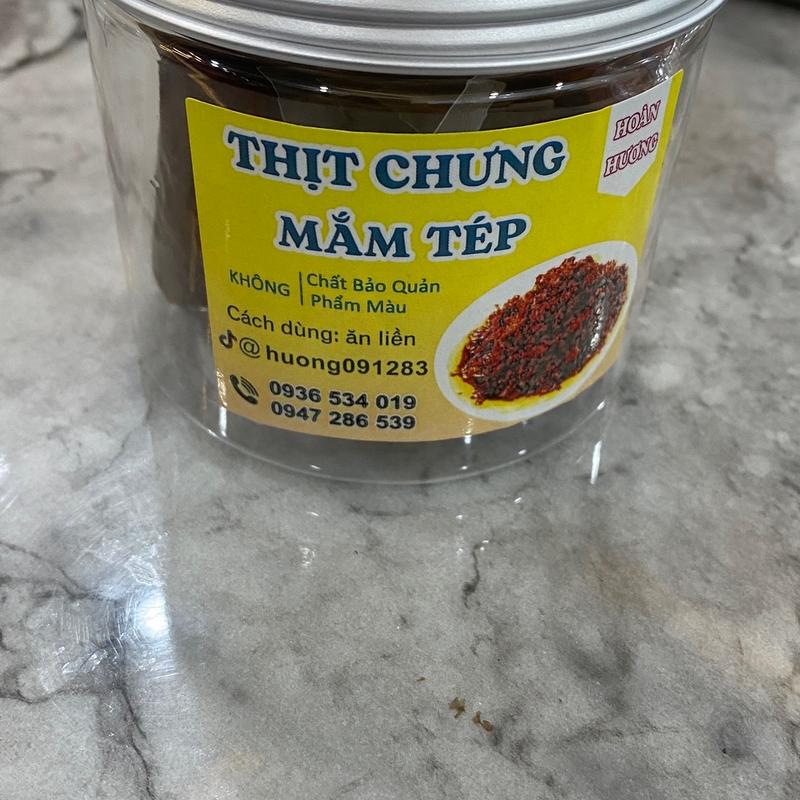 HOÀN
HƯƠNG
THỊT CHƯNG
MẮM TÉP
KHÔNG Chất Bảo Quản
Phẩm Màu
Cách dùng: ăn liền
@huong091283
0936 534 019
0947 286 539